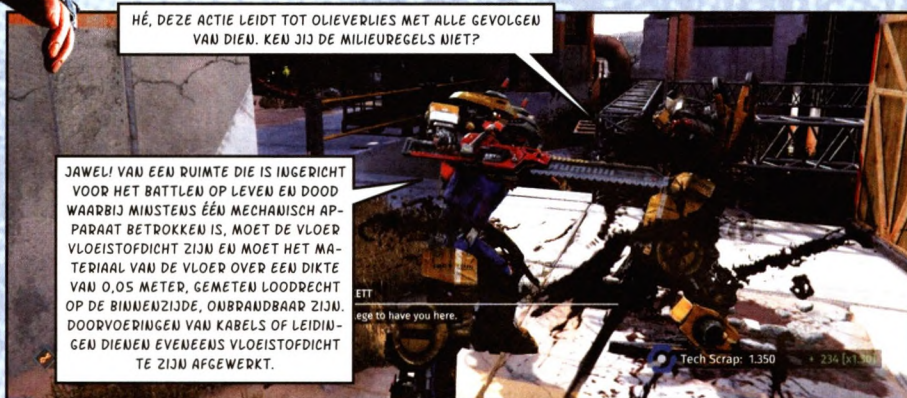 HÉ, DEZE ACTIE LEIDT TOT OLIEVERLIES MET ALLE GEVOLGEN
VAN DIEN. KEN JIJ DE MILIEUREGELS NIET?
JAWEL! VAN EEN RUIMTE DIE IS INGERICHT
VOOR HET BATTLEN OP LEVEN EN DOOD
WAARBIJ MINSTENS ÉÉN MECHANISCH AP-
PARAAT BETROKKEN IS, MOET DE VLOER
VLOEISTOFDICHT ZIJN EN MOET HET MA-
TERIAAL VAN DE VLOER OVER EEN DIKTE
VAN 0,05 METER, GEMETEN LOODRECHT
OP DE BINNENZIJDE, ONBRANDBAAR ZIJN.
DOORVOERINGEN VAN KABELS OF LEIDIN-
GEN DIENEN EVENEENS VLOEISTOFDICHT
TE ZIJN AFGEWERKT.
ETT
ege to have you here.
Tech Scrap: 1.350 + 234 [x1.30]